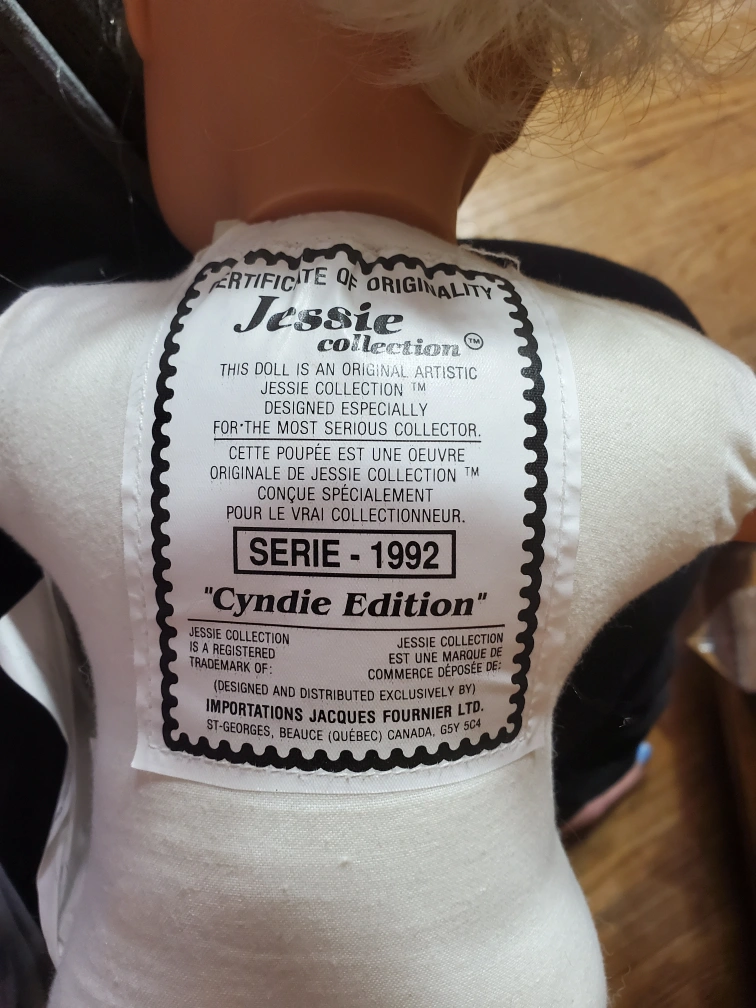 CERTIFICATE OF ORIGINALITY
Jessie
collection™
THIS DOLL IS AN ORIGINAL ARTISTIC
JESSIE COLLECTION ™
DESIGNED ESPECIALLY
FOR THE MOST SERIOUS COLLECTOR.
CETTE POUPÉE EST UNE OEUVRE
ORIGINALE DE JESSIE COLLECTION ™
CONÇUE SPÉCIALEMENT
POUR LE VRAI COLLECTIONNEUR.
SERIE - 1992
"Cyndie Edition"
JESSIE COLLECTION
IS A REGISTERED
TRADEMARK OF:
JESSIE COLLECTION
EST UNE MARQUE DE
COMMERCE DÉPOSÉE DE:
(DESIGNED AND DISTRIBUTED EXCLUSIVELY BY)
IMPORTATIONS JACQUES FOURNIER LTD.
ST-GEORGES, BEAUCE (QUÉBEC) CANADA, G5Y 5C4